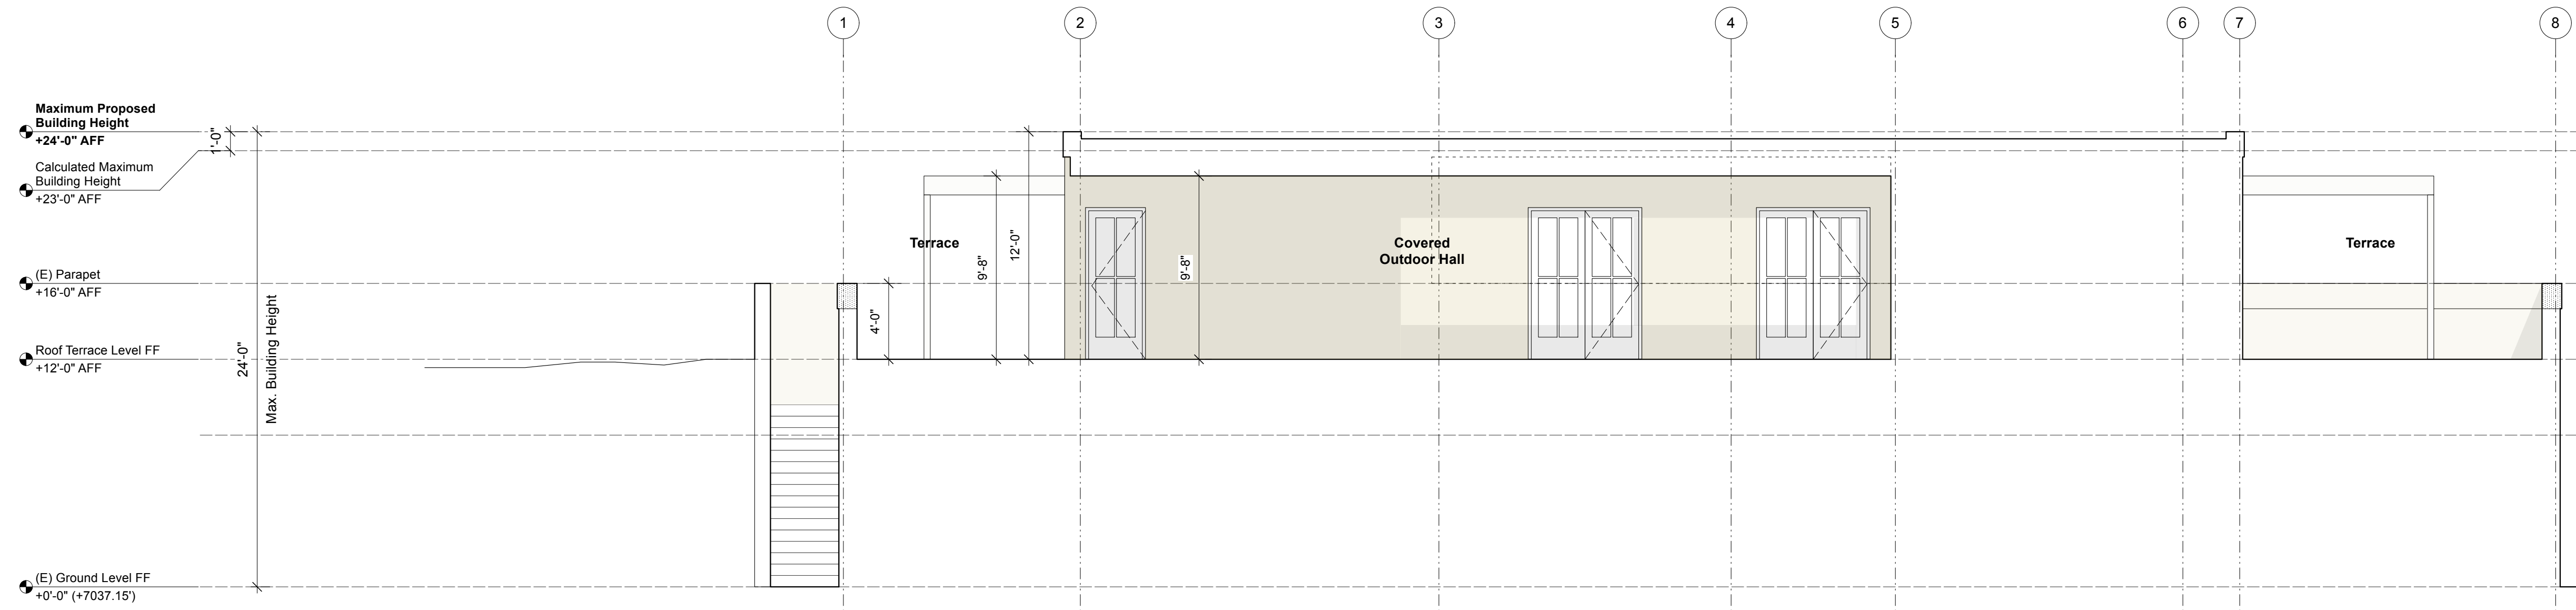 1
2
3
4
5
6
7
8
Maximum Proposed
Building Height
+24'-0" AFF
1'-0"
Calculated Maximum
Building Height
+23'-0" AFF
Terrace
Covered
Outdoor Hall
Terrace
12'-0"
9'-8"
9'-8"
(E) Parapet
+16'-0" AFF
4'-0"
24'-0"
Max. Building Height
Roof Terrace Level FF
+12'-0" AFF
(E) Ground Level FF
+0'-0" (+7037.15')